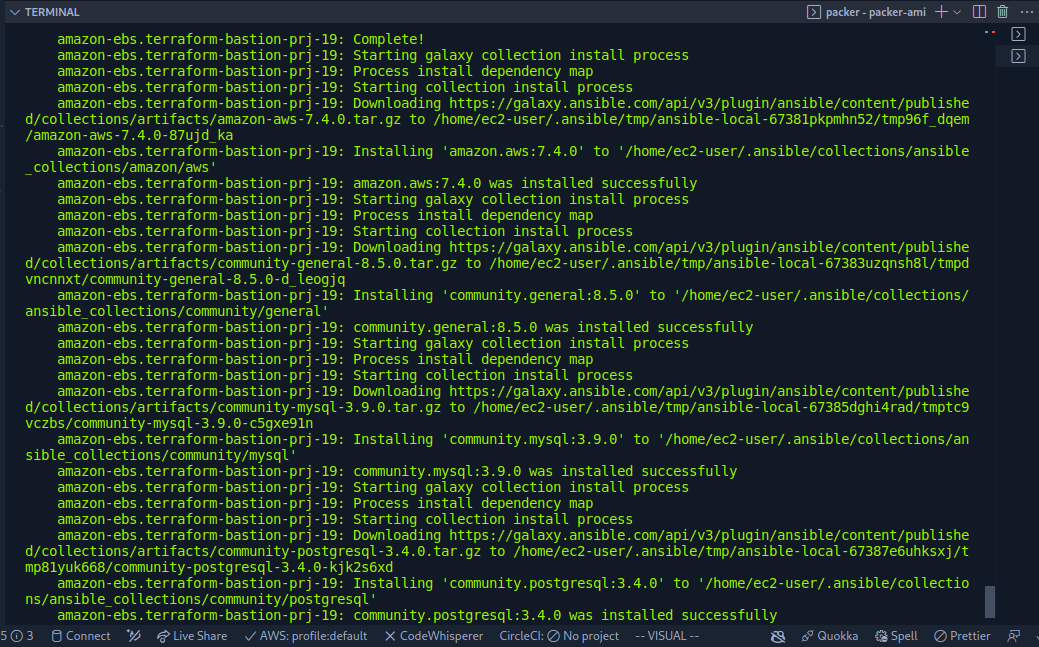 TERMINAL
packer - packer-ami
amazon-ebs.terraform-bastion-prj-19: Complete!
amazon-ebs.terraform-bastion-prj-19: Starting galaxy collection install process
amazon-ebs.terraform-bastion-prj-19: Process install dependency map
amazon-ebs.terraform-bastion-prj-19: Starting collection install process
amazon-ebs.terraform-bastion-prj-19: Downloading https://galaxy.ansible.com/api/v3/plugin/ansible/content/publishe
d/collections/artifacts/amazon-aws-7.4.0.tar.gz to /home/ec2-user/.ansible/tmp/ansible-local-67381pkpmhn52/tmp96f_dqem
/amazon-aws-7.4.0-87ujd_ka
amazon-ebs.terraform-bastion-prj-19: Installing 'amazon.aws:7.4.0' to '/home/ec2-user/.ansible/collections/ansible
_collections/amazon/aws'
amazon-ebs.terraform-bastion-prj-19: amazon.aws:7.4.0 was installed successfully
amazon-ebs.terraform-bastion-prj-19: Starting galaxy collection install process
amazon-ebs.terraform-bastion-prj-19: Process install dependency map
amazon-ebs.terraform-bastion-prj-19: Starting collection install process
amazon-ebs.terraform-bastion-prj-19: Downloading https://galaxy.ansible.com/api/v3/plugin/ansible/content/publishe
d/collections/artifacts/community-general-8.5.0.tar.gz to /home/ec2-user/.ansible/tmp/ansible-local-67383uzqnsh8l/tmpd
vncnnxt/community-general-8.5.0-d_leogjq
amazon-ebs.terraform-bastion-prj-19: Installing 'community.general:8.5.0' to '/home/ec2-user/.ansible/collections/
ansible_collections/community/general'
amazon-ebs.terraform-bastion-prj-19: community.general:8.5.0 was installed successfully
amazon-ebs.terraform-bastion-prj-19: Starting galaxy collection install process
amazon-ebs.terraform-bastion-prj-19: Process install dependency map
amazon-ebs.terraform-bastion-prj-19: Starting collection install process
amazon-ebs.terraform-bastion-prj-19: Downloading https://galaxy.ansible.com/api/v3/plugin/ansible/content/publishe
d/collections/artifacts/community-mysql-3.9.0.tar.gz to /home/ec2-user/.ansible/tmp/ansible-local-67385dghi4rad/tmptc9
vczbs/community-mysql-3.9.0-c5gxe91n
amazon-ebs.terraform-bastion-prj-19: Installing 'community.mysql:3.9.0' to '/home/ec2-user/.ansible/collections/an
sible_collections/community/mysql'
amazon-ebs.terraform-bastion-prj-19: community.mysql:3.9.0 was installed successfully
amazon-ebs.terraform-bastion-prj-19: Starting galaxy collection install process
amazon-ebs.terraform-bastion-prj-19: Process install dependency map
amazon-ebs.terraform-bastion-prj-19: Starting collection install process
amazon-ebs.terraform-bastion-prj-19: Downloading https://galaxy.ansible.com/api/v3/plugin/ansible/content/publishe
d/collections/artifacts/community-postgresql-3.4.0.tar.gz to /home/ec2-user/.ansible/tmp/ansible-local-67387e6uhksxj/t
mp81yuk668/community-postgresql-3.4.0-kjk2s6xd
amazon-ebs.terraform-bastion-prj-19: Installing 'community.postgresql:3.4.0' to '/home/ec2-user/.ansible/collectio
ns/ansible_collections/community/postgresql'
amazon-ebs.terraform-bastion-prj-19: community.postgresql:3.4.0 was installed successfully
5 3 Connect Live Share AWS: profile:default CodeWhisperer CircleCI: No project -- VISUAL -- Quokka Spell Prettier